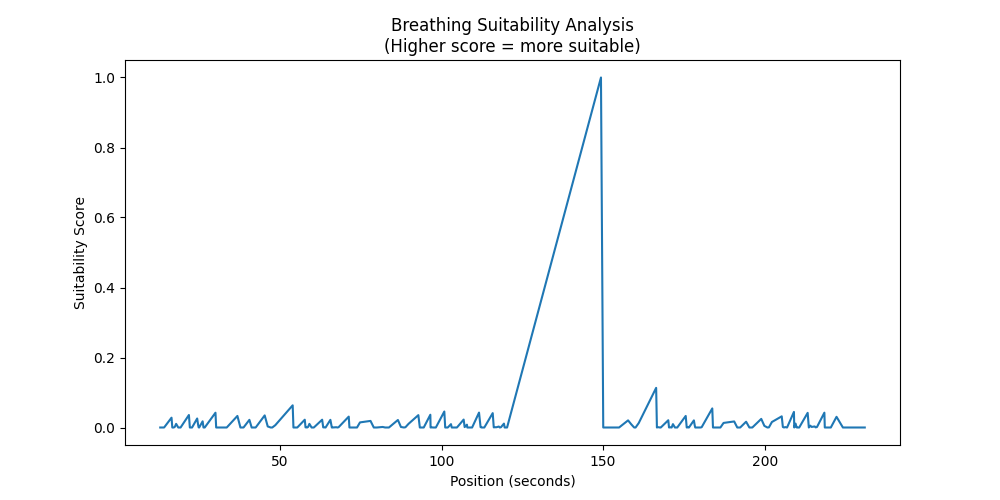 Breathing Suitability Analysis
(Higher score = more suitable)
Suitability Score
1.0
0.8
0.6
0.4
0.2
0.0
50 100 150 200
Position (seconds)